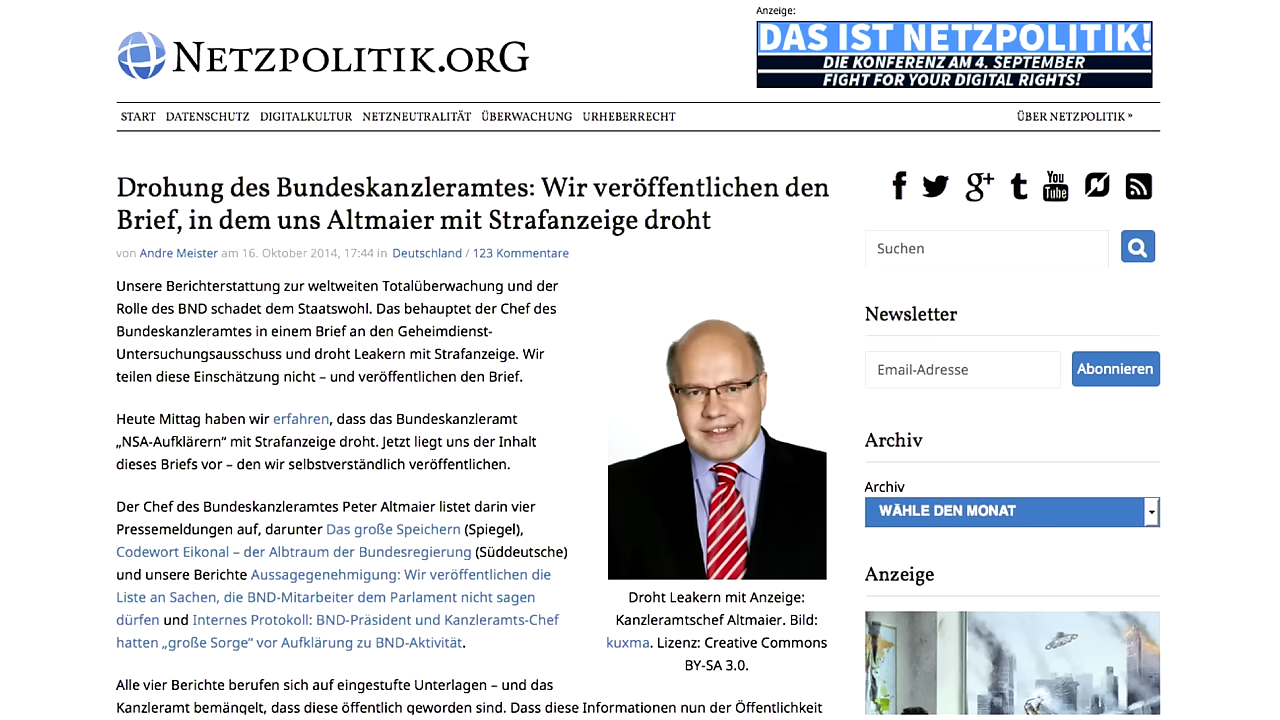 Anzeige:
DAS IST NETZPOLITIK!
DIE KONFERENZ AM 4. SEPTEMBER
FIGHT FOR YOUR DIGITAL RIGHTS!
NETZPOLITIK.ORG
START DATENSCHUTZ DIGITALKULTUR NETZNEUTRALITÄT ÜBERWACHUNG URHEBERRECHT ÜBER NETZPOLITIK »
Drohung des Bundeskanzleramtes: Wir veröffentlichen den
Brief, in dem uns Altmaier mit Strafanzeige droht
von Andre Meister am 16. Oktober 2014, 17:44 in Deutschland / 123 Kommentare
Unsere Berichterstattung zur weltweiten Totalüberwachung und der
Rolle des BND schadet dem Staatswohl. Das behauptet der Chef des
Bundeskanzleramtes in einem Brief an den Geheimdienst-
Untersuchungsausschuss und droht Leakern mit Strafanzeige. Wir
teilen diese Einschätzung nicht – und veröffentlichen den Brief.
Heute Mittag haben wir erfahren, dass das Bundeskanzleramt
„NSA-Aufklärern“ mit Strafanzeige droht. Jetzt liegt uns der Inhalt
dieses Briefs vor – den wir selbstverständlich veröffentlichen.
Der Chef des Bundeskanzleramtes Peter Altmaier listet darin vier
Pressemeldungen auf, darunter Das große Speichern (Spiegel),
Codewort Eikonal – der Albtraum der Bundesregierung (Süddeutsche)
und unsere Berichte Aussagegenehmigung: Wir veröffentlichen die
Liste an Sachen, die BND-Mitarbeiter dem Parlament nicht sagen
dürfen und Internes Protokoll: BND-Präsident und Kanzleramts-Chef
hatten „große Sorge“ vor Aufklärung zu BND-Aktivität.
Alle vier Berichte berufen sich auf eingestufte Unterlagen – und das
Kanzleramt bemängelt, dass diese öffentlich geworden sind. Dass diese Informationen nun der Öffentlichkeit
Droht Leakern mit Anzeige:
Kanzleramtschef Altmaier. Bild:
kuxma. Lizenz: Creative Commons
BY-SA 3.0.
You
Tube
Suchen
Newsletter
Email-Adresse Abonnieren
Archiv
Archiv
WÄHLE DEN MONAT
Anzeige